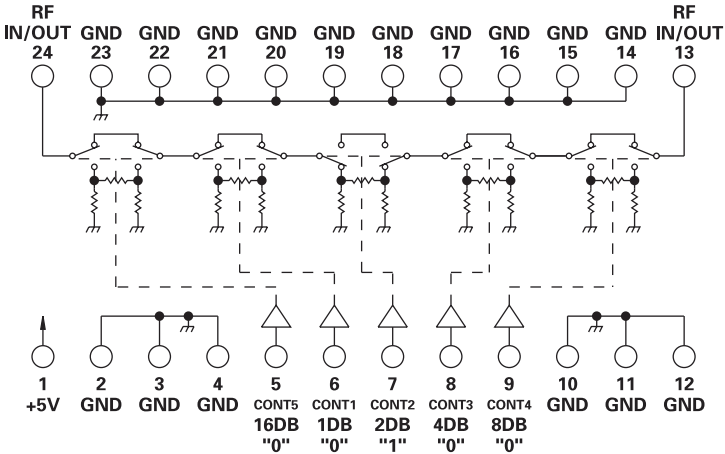 RF IN/OUT 24
GND 23
GND 22
GND 21
GND 20
GND 19
GND 18
GND 17
GND 16
GND 15
GND 14
RF IN/OUT 13
1 +5V
2 GND
3 GND
4 GND
5 CONT5 16DB "0"
6 CONT1 1DB "0"
7 CONT2 2DB "1"
8 CONT3 4DB "0"
9 CONT4 8DB "0"
10 GND
11 GND
12 GND